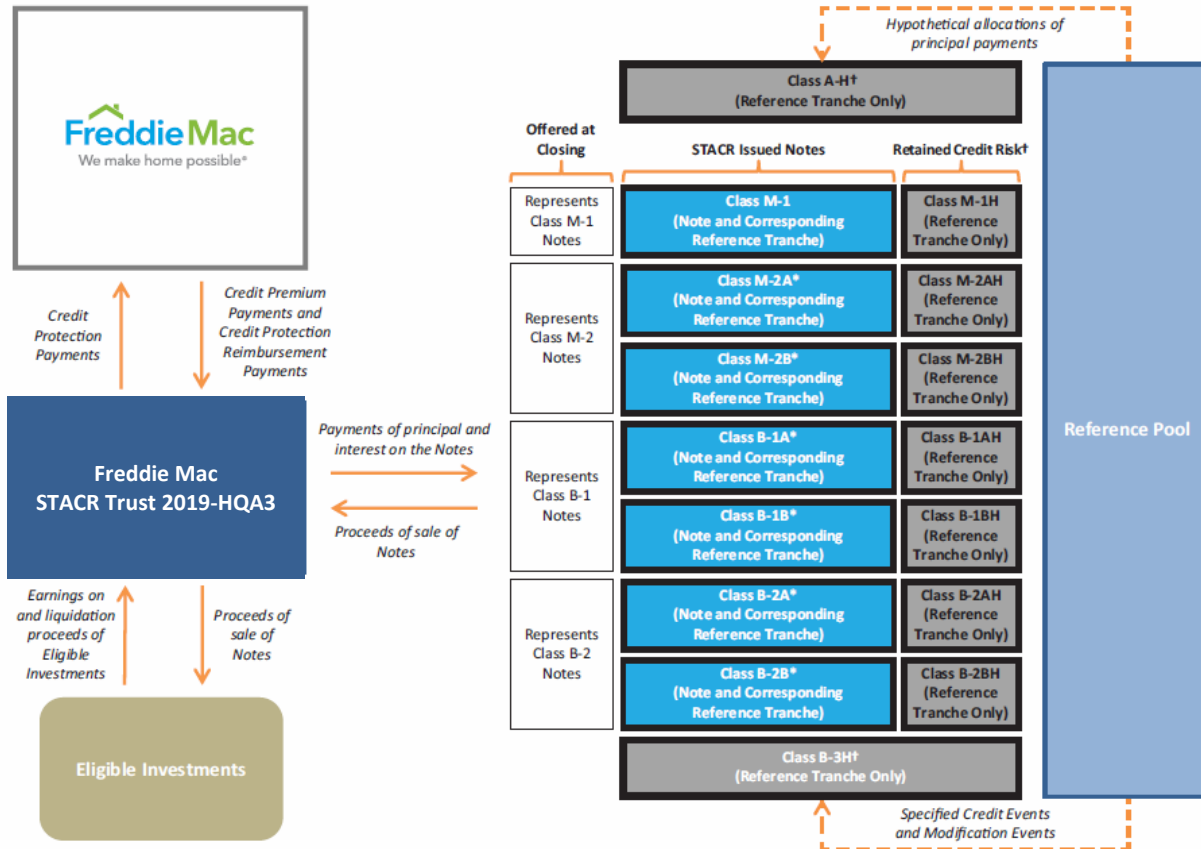 Freddie Mac
We make home possible®
Credit
Protection
Payments
Credit Premium
Payments and
Credit Protection
Reimbursement
Payments
Freddie Mac
STACR Trust 2019-HQA3
Earnings on
and liquidation
proceeds of
Eligible
Investments
Proceeds of
sale of
Notes
Eligible Investments
Payments of principal and
interest on the Notes
Proceeds of sale of
Notes
Hypothetical allocations of
principal payments
Class A-H†
(Reference Tranche Only)
Offered at
Closing
STACR Issued Notes
Retained Credit Risk†
Represents
Class M-1
Notes
Class M-1
(Note and Corresponding
Reference Tranche)
Class M-1H
(Reference
Tranche Only)
Represents
Class M-2
Notes
Class M-2A*
(Note and Corresponding
Reference Tranche)
Class M-2AH
(Reference
Tranche Only)
Class M-2B*
(Note and Corresponding
Reference Tranche)
Class M-2BH
(Reference
Tranche Only)
Represents
Class B-1
Notes
Class B-1A*
(Note and Corresponding
Reference Tranche)
Class B-1AH
(Reference
Tranche Only)
Class B-1B*
(Note and Corresponding
Reference Tranche)
Class B-1BH
(Reference
Tranche Only)
Represents
Class B-2
Notes
Class B-2A*
(Note and Corresponding
Reference Tranche)
Class B-2AH
(Reference
Tranche Only)
Class B-2B*
(Note and Corresponding
Reference Tranche)
Class B-2BH
(Reference
Tranche Only)
Class B-3H†
(Reference Tranche Only)
Reference Pool
Specified Credit Events
and Modification Events